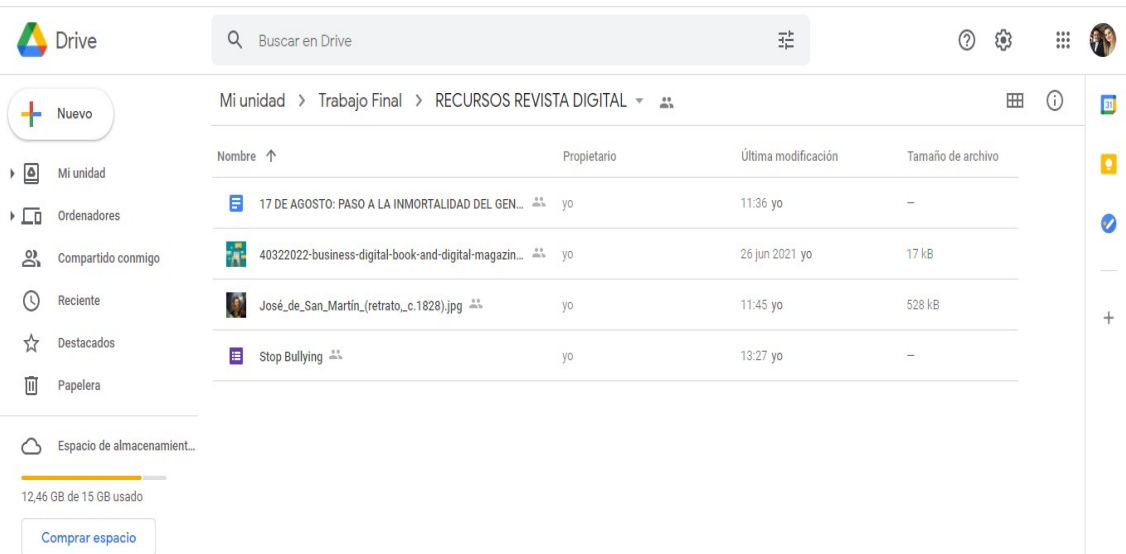 Drive
Buscar en Drive
Nuevo
Mi unidad > Trabajo Final > RECURSOS REVISTA DIGITAL
Nombre Propietario Última modificación Tamaño de archivo
17 DE AGOSTO: PASO A LA INMORTALIDAD DEL GEN... yo 11:36 yo –
40322022-business-digital-book-and-digital-magazin... yo 26 jun 2021 yo 17 kB
José_de_San_Martín_(retrato,_c.1828).jpg yo 11:45 yo 528 kB
Stop Bullying yo 13:27 yo –
Mi unidad
Ordenadores
Compartido conmigo
Reciente
Destacados
Papelera
Espacio de almacenamient...
12,46 GB de 15 GB usado
Comprar espacio
31